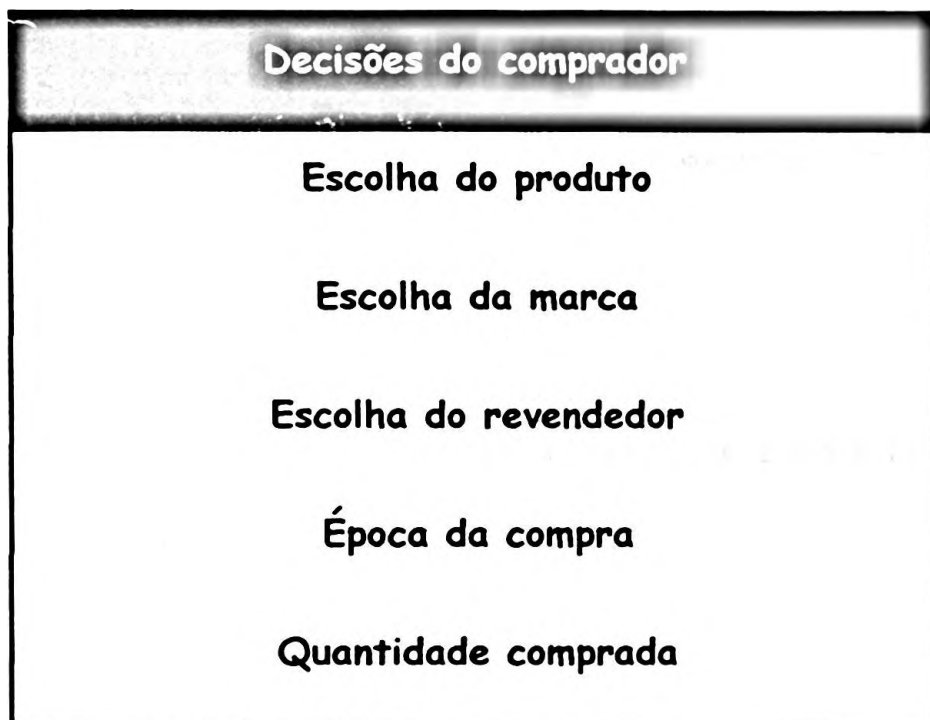 Decisões do comprador
Escolha do produto
Escolha da marca
Escolha do revendedor
Época da compra
Quantidade comprada